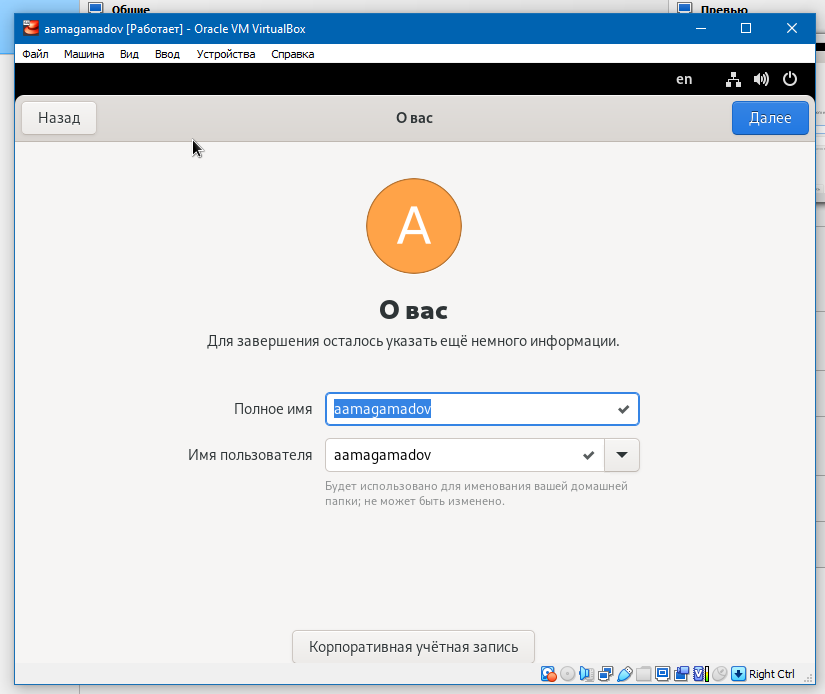 Общие
Превью
aamagamadov [Работает] - Oracle VM VirtualBox
Файл Машина Вид Ввод Устройства Справка
en
Назад О вас Далее
A
О вас
Для завершения осталось указать ещё немного информации.
Полное имя aamagamadov
Имя пользователя aamagamadov
Будет использовано для именования вашей домашней
папки; не может быть изменено.
Корпоративная учётная запись
Right Ctrl